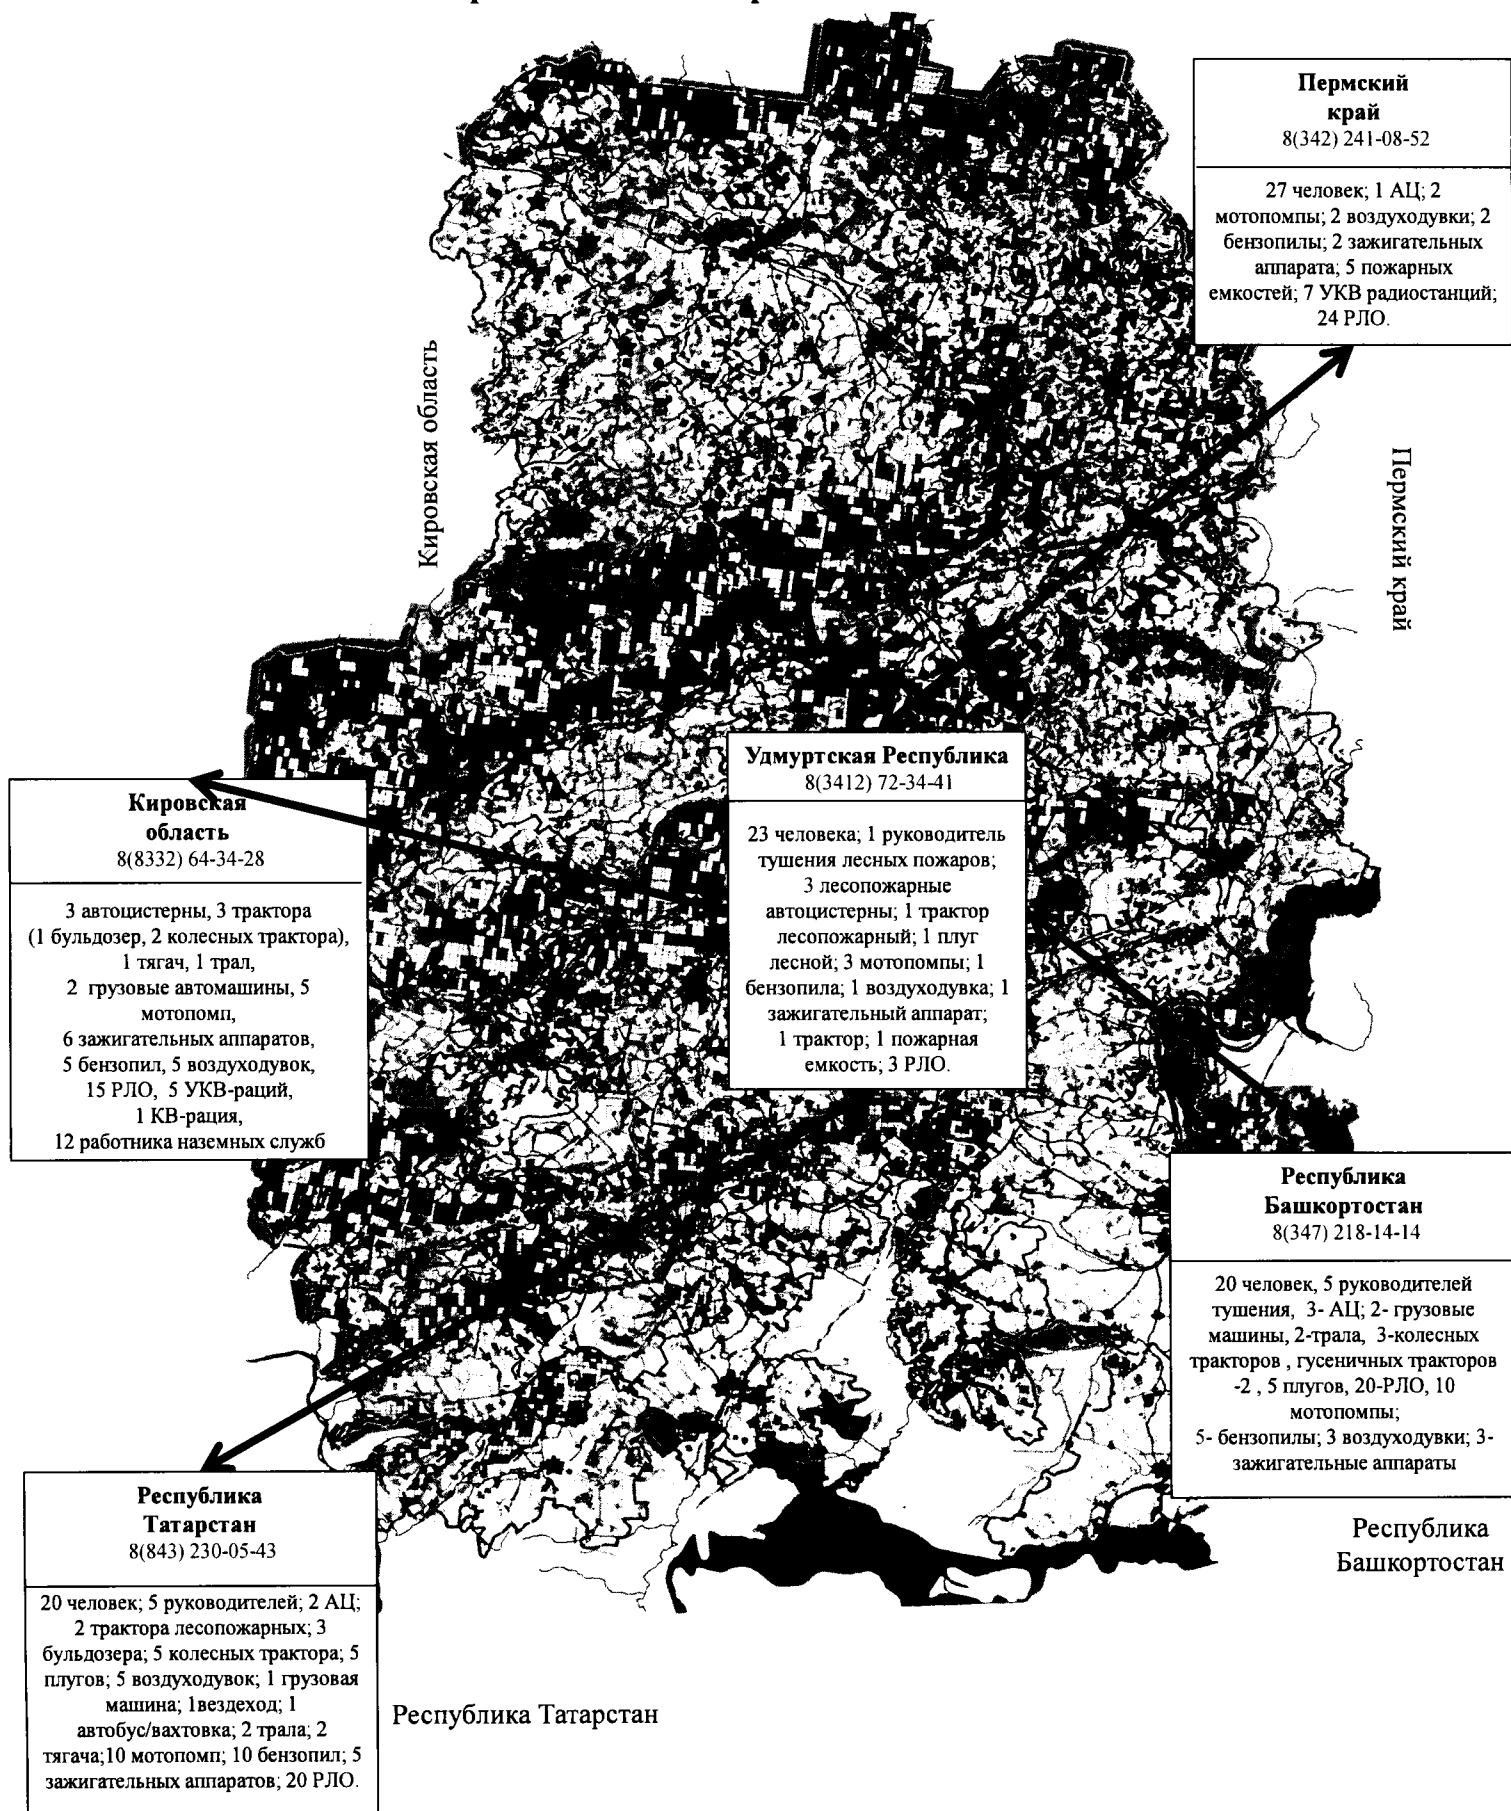 Пермский
край
8(342) 241-08-52
27 человек; 1 АЦ; 2
мотопомпы; 2 воздуходувки; 2
бензопилы; 2 зажигательных
аппарата; 5 пожарных
емкостей; 7 УКВ радиостанций;
24 РЛО.
Кировская область
Пермский край
Удмуртская Республика
8(3412) 72-34-41
23 человека; 1 руководитель
тушения лесных пожаров;
3 лесопожарные
автоцистерны; 1 трактор
лесопожарный; 1 плуг
лесной; 3 мотопомпы; 1
бензопила; 1 воздуходувка; 1
зажигательный аппарат;
1 трактор; 1 пожарная
емкость; 3 РЛО.
Кировская
область
8(8332) 64-34-28
3 автоцистерны, 3 трактора
(1 бульдозер, 2 колесных трактора),
1 тягач, 1 трал,
2 грузовые автомашины, 5
мотопомп,
6 зажигательных аппаратов,
5 бензопил, 5 воздуходувок,
15 РЛО, 5 УКВ-раций,
1 КВ-рация,
12 работника наземных служб
Республика
Башкортостан
8(347) 218-14-14
20 человек, 5 руководителей
тушения, 3- АЦ; 2- грузовые
машины, 2-трала, 3-колесных
тракторов , гусеничных тракторов
-2 , 5 плугов, 20-РЛО, 10
мотопомпы;
5- бензопилы; 3 воздуходувки; 3-
зажигательные аппараты
Республика
Башкортостан
Республика
Татарстан
8(843) 230-05-43
20 человек; 5 руководителей; 2 АЦ;
2 трактора лесопожарных; 3
бульдозера; 5 колесных трактора; 5
плугов; 5 воздуходувок; 1 грузовая
машина; 1вездеход; 1
автобус/вахтовка; 2 трала; 2
тягача;10 мотопомп; 10 бензопил; 5
зажигательных аппаратов; 20 РЛО.
Республика Татарстан